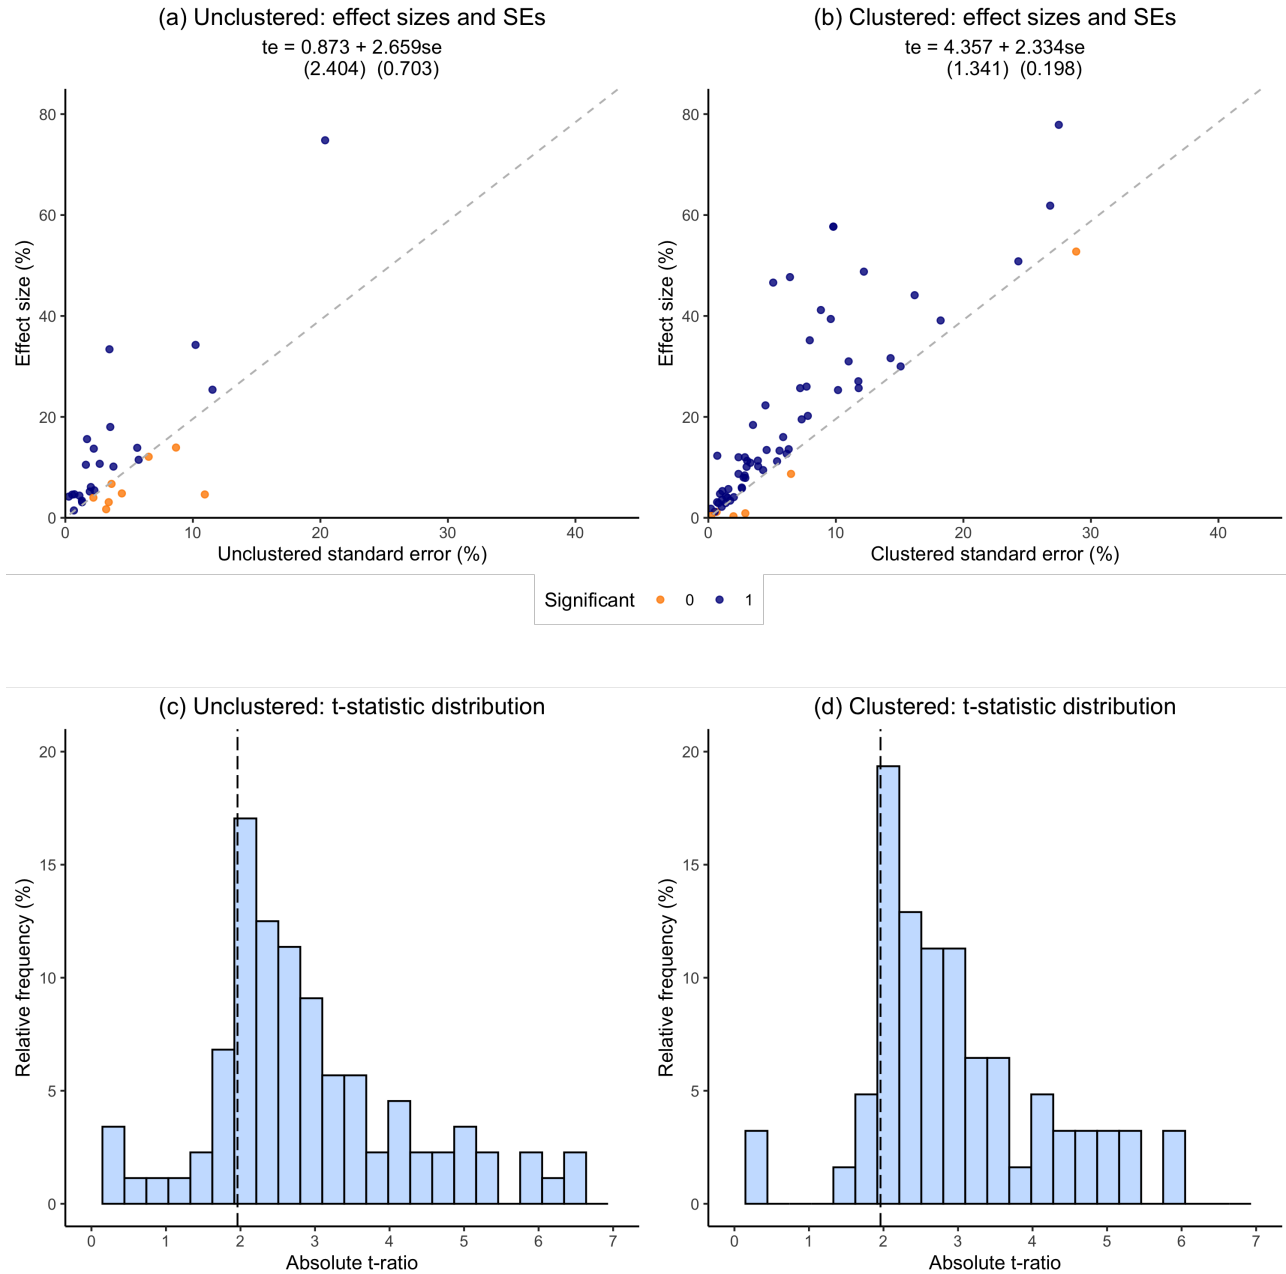 (a) Unclustered: effect sizes and SEs
te = 0.873 + 2.659se
(2.404) (0.703)
80
60
40
20
0
Effect size (%)
0 10 20 30 40
Unclustered standard error (%)
(b) Clustered: effect sizes and SEs
te = 4.357 + 2.334se
(1.341) (0.198)
80
60
40
20
0
Effect size (%)
0 10 20 30 40
Clustered standard error (%)
Significant 0 1
(c) Unclustered: t-statistic distribution
20
15
10
5
0
Relative frequency (%)
0 1 2 3 4 5 6 7
Absolute t-ratio
(d) Clustered: t-statistic distribution
20
15
10
5
0
Relative frequency (%)
0 1 2 3 4 5 6 7
Absolute t-ratio